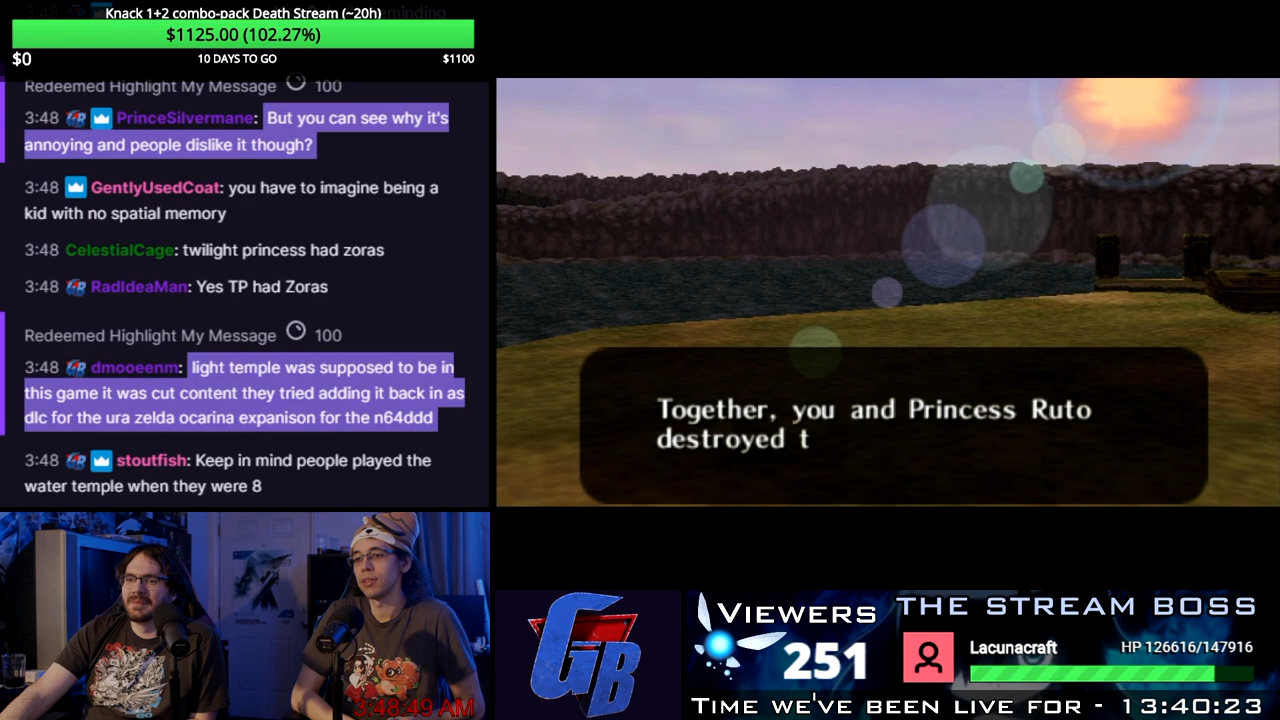 Knack 1+2 combo-pack Death Stream (~20h)
$1125.00 (102.27%)
$0
10 DAYS TO GO
$1100
Redeemed Highlight My Message 100
3:48 PrinceSilvermane: But you can see why it's
annoying and people dislike it though?
3:48 GentlyUsedCoat: you have to imagine being a
kid with no spatial memory
3:48 CelestialCage: twilight princess had zoras
3:48 RadIdeaMan: Yes TP had Zoras
Redeemed Highlight My Message 100
3:48 dmooeenm: light temple was supposed to be in
this game it was cut content they tried adding it back in as
dlc for the ura zelda ocarina expanison for the n64ddd
3:48 stoutfish: Keep in mind people played the
water temple when they were 8
Together, you and Princess Ruto
destroyed t
3:48:49 AM
GB
VIEWERS
251
THE STREAM BOSS
Lacunacraft
HP 126616/147916
TIME WE'VE BEEN LIVE FOR - 13:40:23